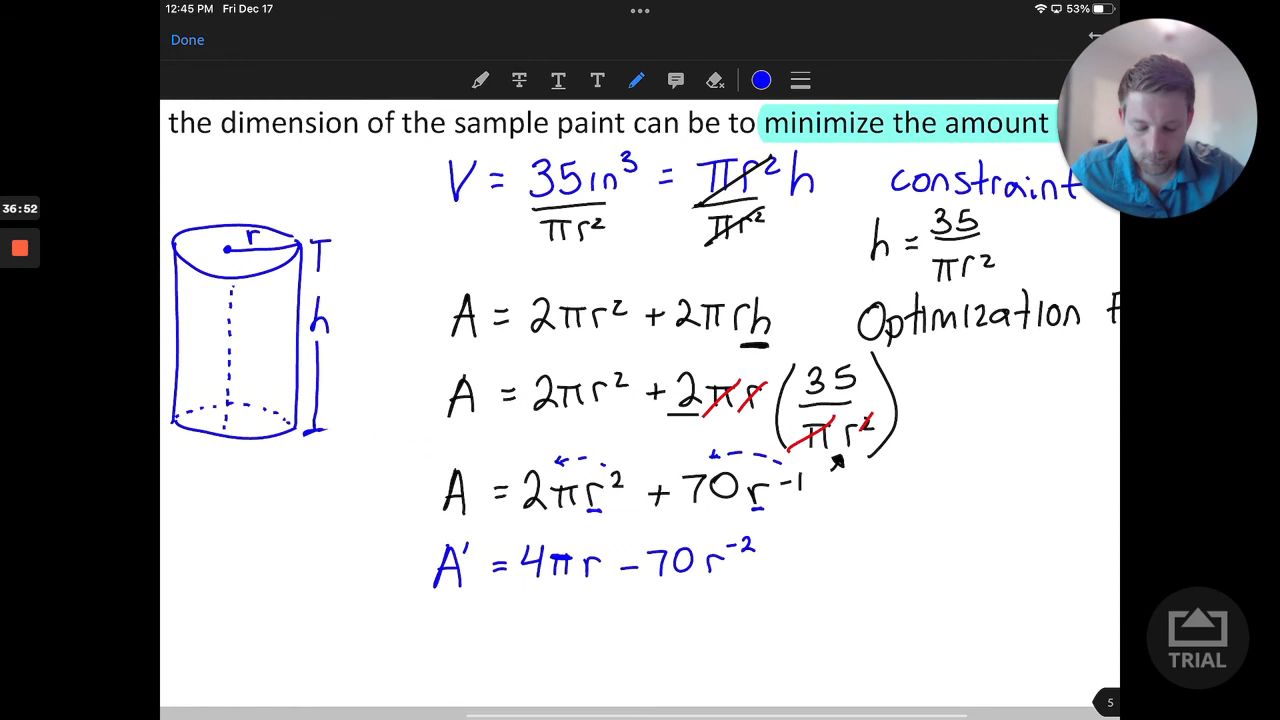 12:45 PM Fri Dec 17
53%
Done
36:52
the dimension of the sample paint can be to minimize the amount
V = 35in³ = πr²h constraint
πr² πr²
h = 35
πr²
r
h
A = 2πr² + 2πrh Optimization
A = 2πr² + 2πr (35
πr²)
A = 2πr² + 70r⁻¹
A' = 4πr - 70r⁻²
TRIAL
5